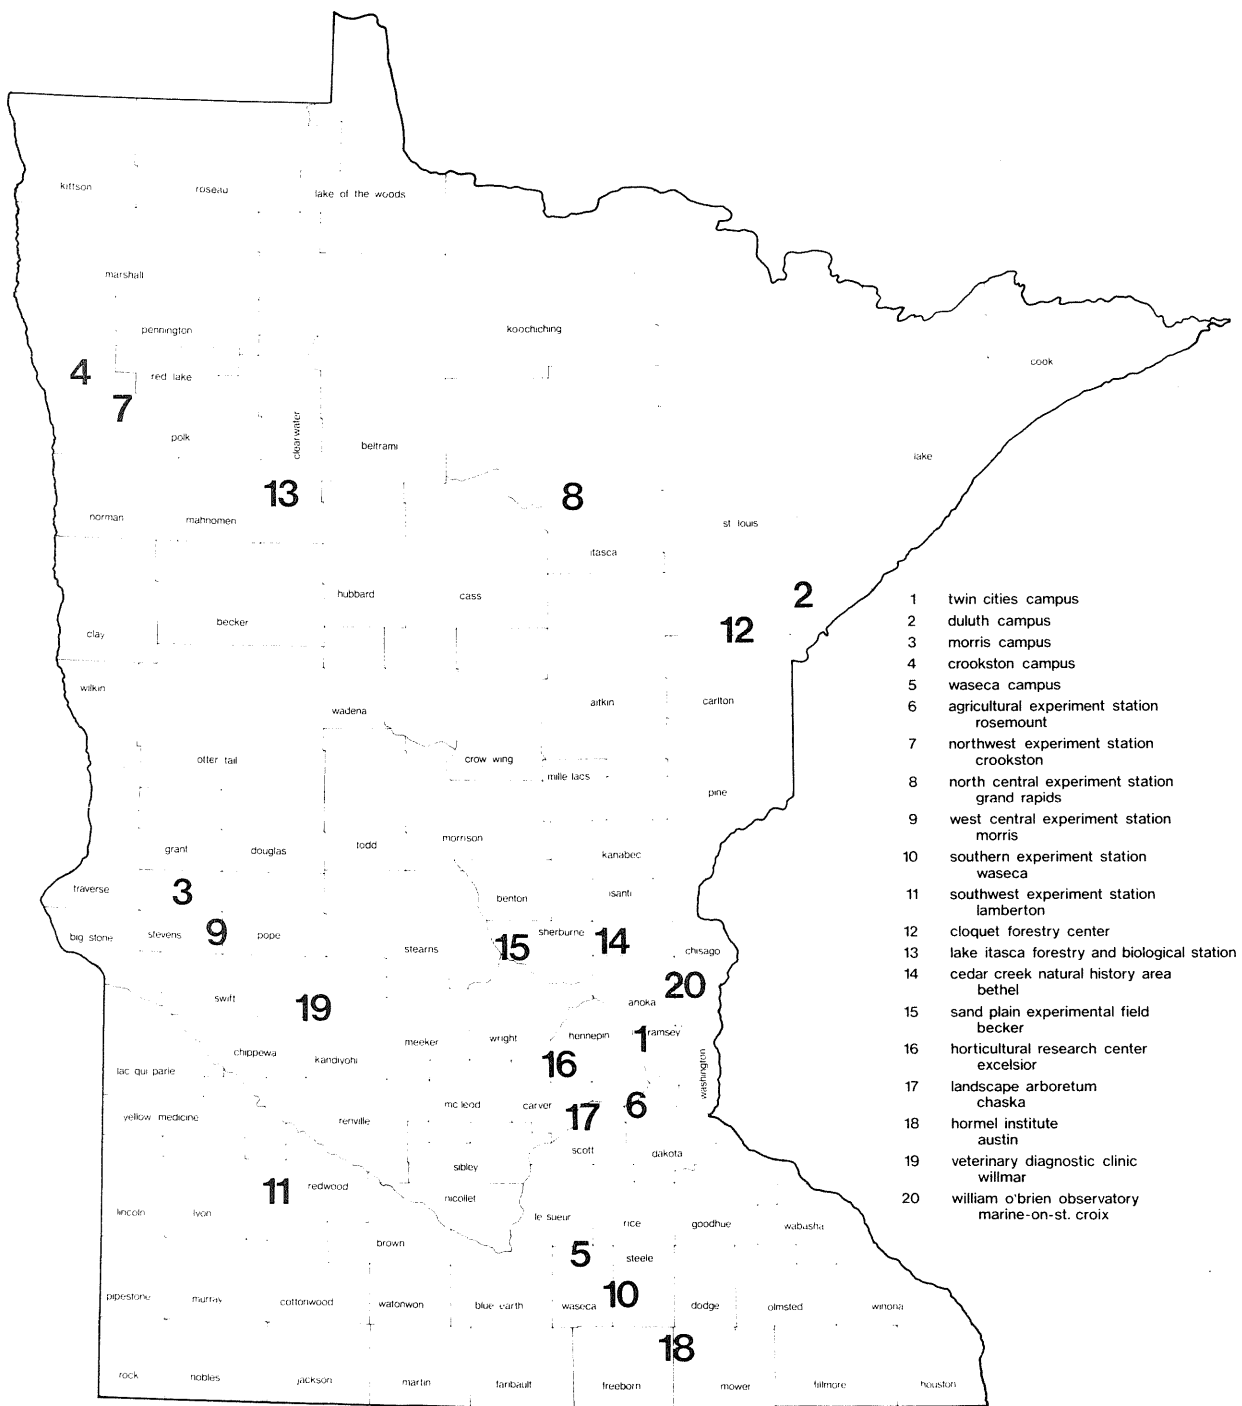 kittson
roseau
lake of the woods
marshall
pennington
koochiching
cook
4
red lake
7
clearwater
polk
beltrami
lake
13
8
norman
mahnomen
st louis
itasca
2
hubbard
cass
becker
12
clay
wilkin
wadena
aitkin
carlton
otter tail
crow wing
mille lacs
pine
grant
douglas
todd
morrison
kanabec
traverse
3
benton
isanti
big stone
stevens
9
pope
stearns
15
sherburne
14
chisago
20
swift
19
anoka
chippewa
kandiyohi
meeker
wright
hennepin
1
ramsey
washington
16
lac qui parle
yellow medicine
renville
mc leod
carver
17
6
scott
dakota
sibley
11
redwood
nicollet
lincoln
lyon
le sueur
rice
goodhue
wabasha
brown
5
steele
10
pipestone
murray
cottonwood
watonwon
blue earth
waseca
dodge
olmsted
winona
18
rock
nobles
jackson
martin
faribault
freeborn
mower
fillmore
houston
1 twin cities campus
2 duluth campus
3 morris campus
4 crookston campus
5 waseca campus
6 agricultural experiment station
rosemount
7 northwest experiment station
crookston
8 north central experiment station
grand rapids
9 west central experiment station
morris
10 southern experiment station
waseca
11 southwest experiment station
lamberton
12 cloquet forestry center
13 lake itasca forestry and biological station
14 cedar creek natural history area
bethel
15 sand plain experimental field
becker
16 horticultural research center
excelsior
17 landscape arboretum
chaska
18 hormel institute
austin
19 veterinary diagnostic clinic
willmar
20 william o'brien observatory
marine-on-st. croix